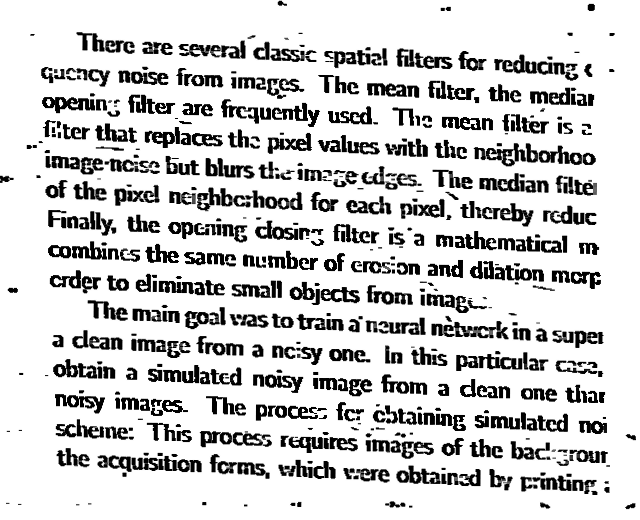 There are several classic spatial filters for reducing
quency noise from images. The mean filter, the median
opening filter are frequently used. The mean filter is a
filter that replaces the pixel values with the neighborhoo
image noise but blurs the image edges. The median filte
of the pixel neighborhood for each pixel, thereby reduc
Finally, the opening closing filter is a mathematical m
combines the same number of erosion and dilation morp
order to eliminate small objects from image.
The main goal was to train a neural network in a super
a clean image from a noisy one. In this particular case,
obtain a simulated noisy image from a clean one than
noisy images. The process for obtaining simulated noi
scheme: This process requires images of the backgroun
the acquisition forms, which were obtained by printing